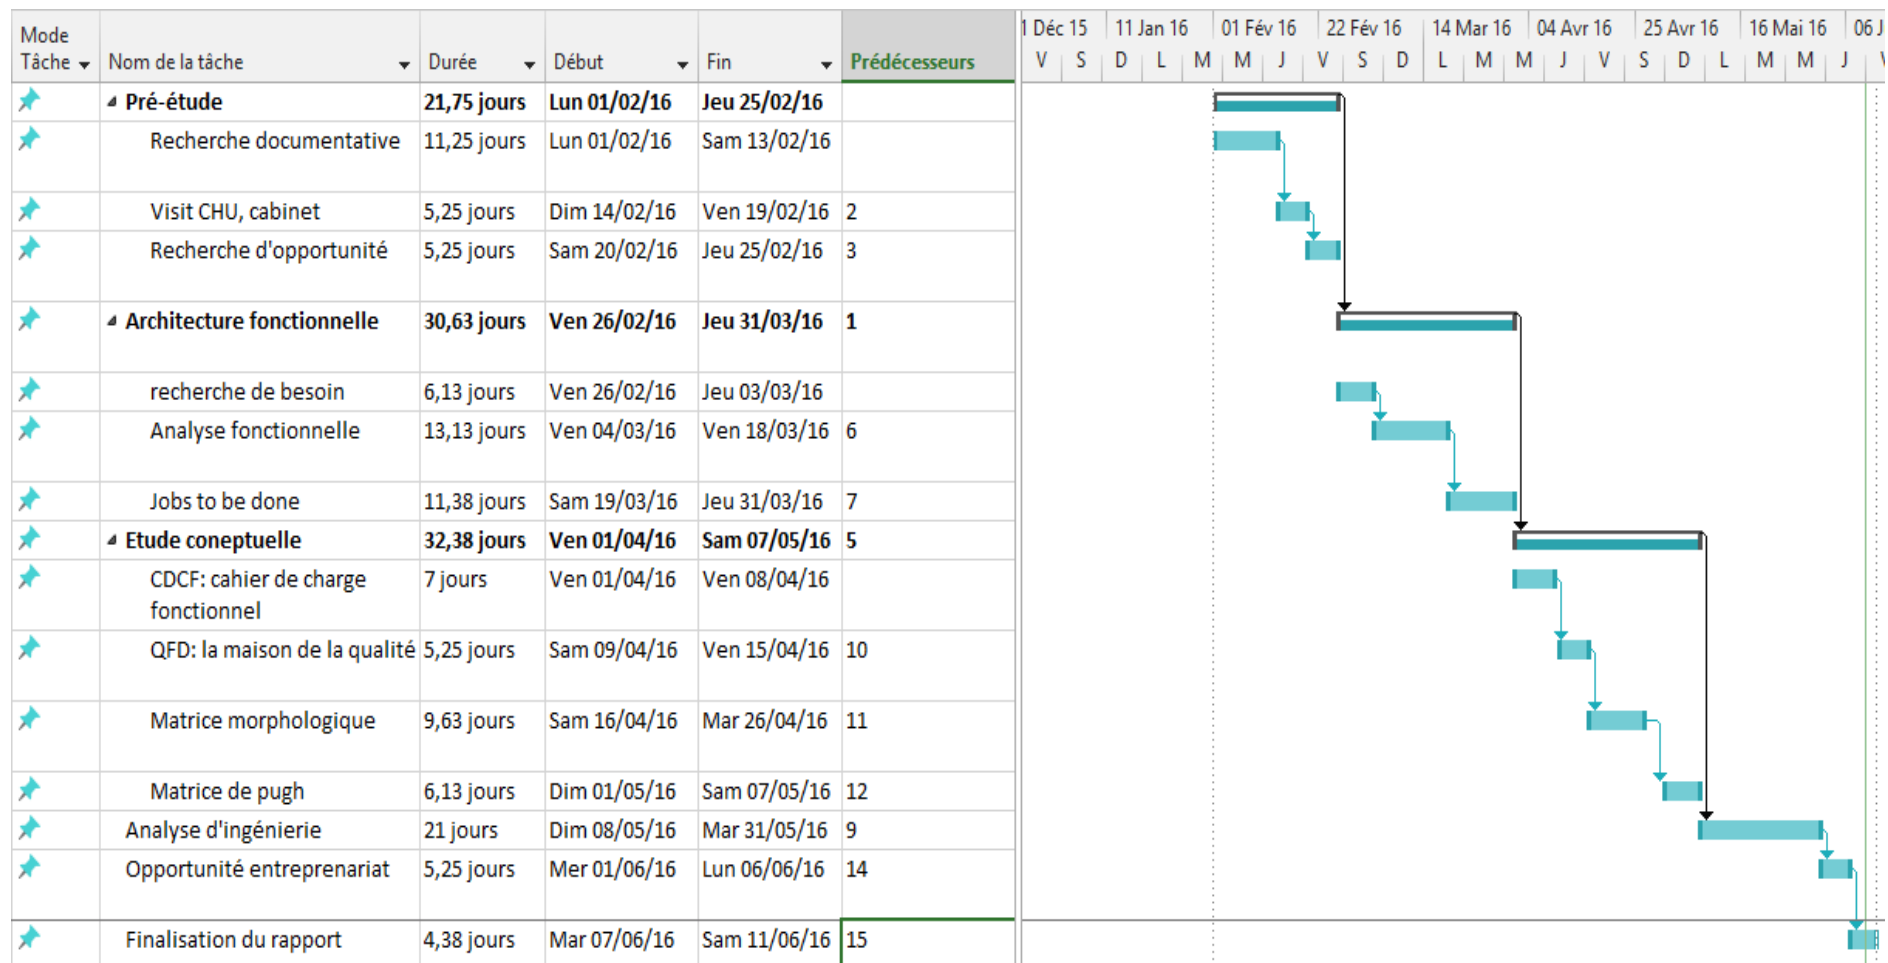 Mode
Tâche Nom de la tâche Durée Début Fin Prédécesseurs
1 Déc 15 11 Jan 16 01 Fév 16 22 Fév 16 14 Mar 16 04 Avr 16 25 Avr 16 16 Mai 16 06 J
V S D L M M J V S D L M M J V S D L M M J V
Pré-étude 21,75 jours Lun 01/02/16 Jeu 25/02/16
Recherche documentative 11,25 jours Lun 01/02/16 Sam 13/02/16
Visit CHU, cabinet 5,25 jours Dim 14/02/16 Ven 19/02/16 2
Recherche d'opportunité 5,25 jours Sam 20/02/16 Jeu 25/02/16 3
Architecture fonctionnelle 30,63 jours Ven 26/02/16 Jeu 31/03/16 1
recherche de besoin 6,13 jours Ven 26/02/16 Jeu 03/03/16
Analyse fonctionnelle 13,13 jours Ven 04/03/16 Ven 18/03/16 6
Jobs to be done 11,38 jours Sam 19/03/16 Jeu 31/03/16 7
Etude coneptuelle 32,38 jours Ven 01/04/16 Sam 07/05/16 5
CDCF: cahier de charge 7 jours Ven 01/04/16 Ven 08/04/16
fonctionnel
QFD: la maison de la qualité 5,25 jours Sam 09/04/16 Ven 15/04/16 10
Matrice morphologique 9,63 jours Sam 16/04/16 Mar 26/04/16 11
Matrice de pugh 6,13 jours Dim 01/05/16 Sam 07/05/16 12
Analyse d'ingénierie 21 jours Dim 08/05/16 Mar 31/05/16 9
Opportunité entreprenariat 5,25 jours Mer 01/06/16 Lun 06/06/16 14
Finalisation du rapport 4,38 jours Mar 07/06/16 Sam 11/06/16 15